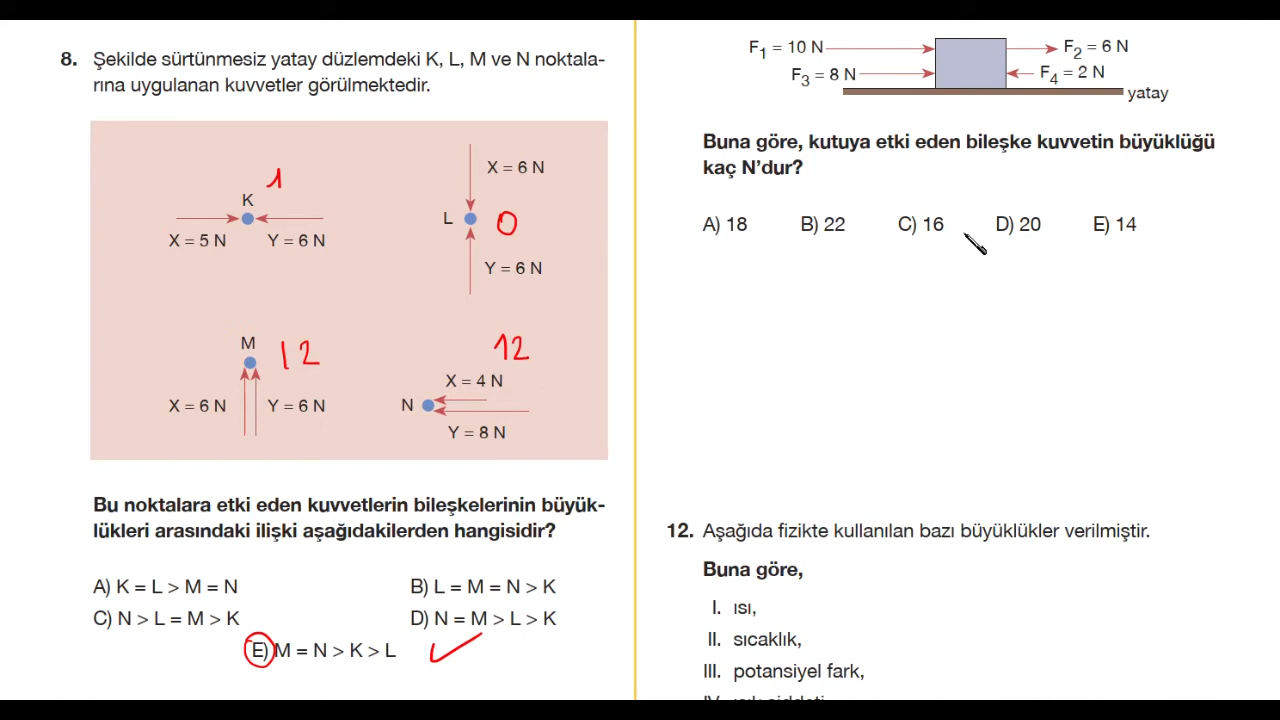 8. Şekilde sürtünmesiz yatay düzlemdeki K, L, M ve N noktala-
rına uygulanan kuvvetler görülmektedir.
1
K
X = 5 N
Y = 6 N
X = 6 N
L
0
Y = 6 N
M
12
X = 6 N
Y = 6 N
12
X = 4 N
N
Y = 8 N
Bu noktalara etki eden kuvvetlerin bileşkelerinin büyük-
lükleri arasındaki ilişki aşağıdakilerden hangisidir?
A) K = L > M = N
B) L = M = N > K
C) N > L = M > K
D) N = M > L > K
E) M = N > K > L
F1 = 10 N
F2 = 6 N
F3 = 8 N
F4 = 2 N
yatay
Buna göre, kutuya etki eden bileşke kuvvetin büyüklüğü
kaç N’dur?
A) 18
B) 22
C) 16
D) 20
E) 14
12. Aşağıda fizikte kullanılan bazı büyüklükler verilmiştir.
Buna göre,
I. ısı,
II. sıcaklık,
III. potansiyel fark,